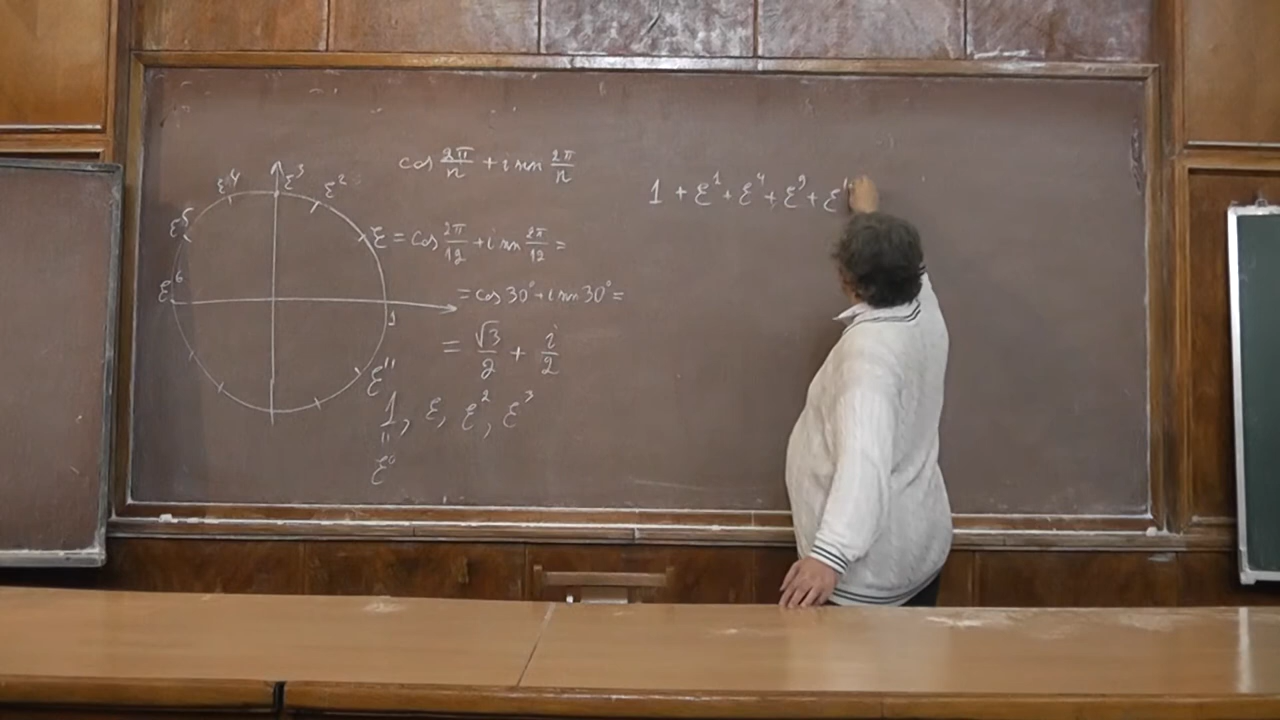 cos 2π/n + i sin 2π/n
ε⁴ ε³ ε²
ε⁵
ε = cos 2π/12 + i sin 2π/12 =
ε⁶
= cos 30° + i sin 30° =
1
= √3/2 + i/2
ε¹¹
1, ε, ε², ε³
"
ε⁰
1 + ε¹ + ε⁴ + ε⁹ + ε¹